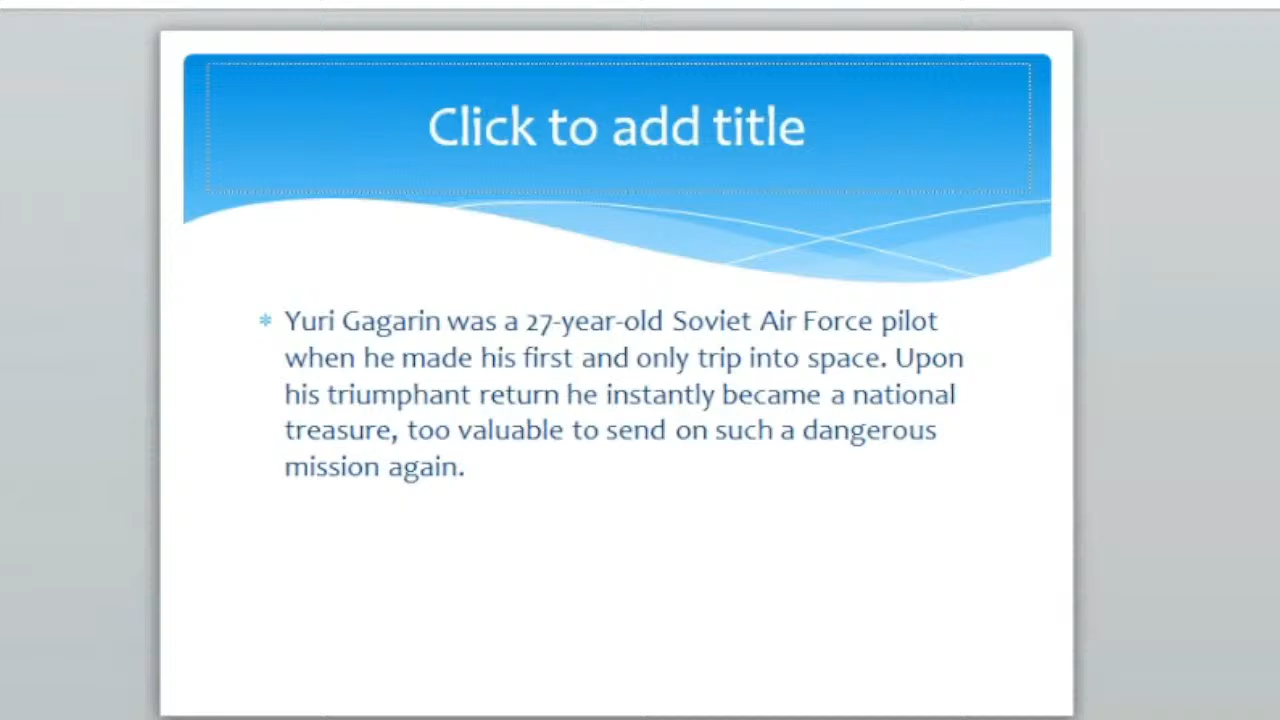 Click to add title
* Yuri Gagarin was a 27-year-old Soviet Air Force pilot
when he made his first and only trip into space. Upon
his triumphant return he instantly became a national
treasure, too valuable to send on such a dangerous
mission again.